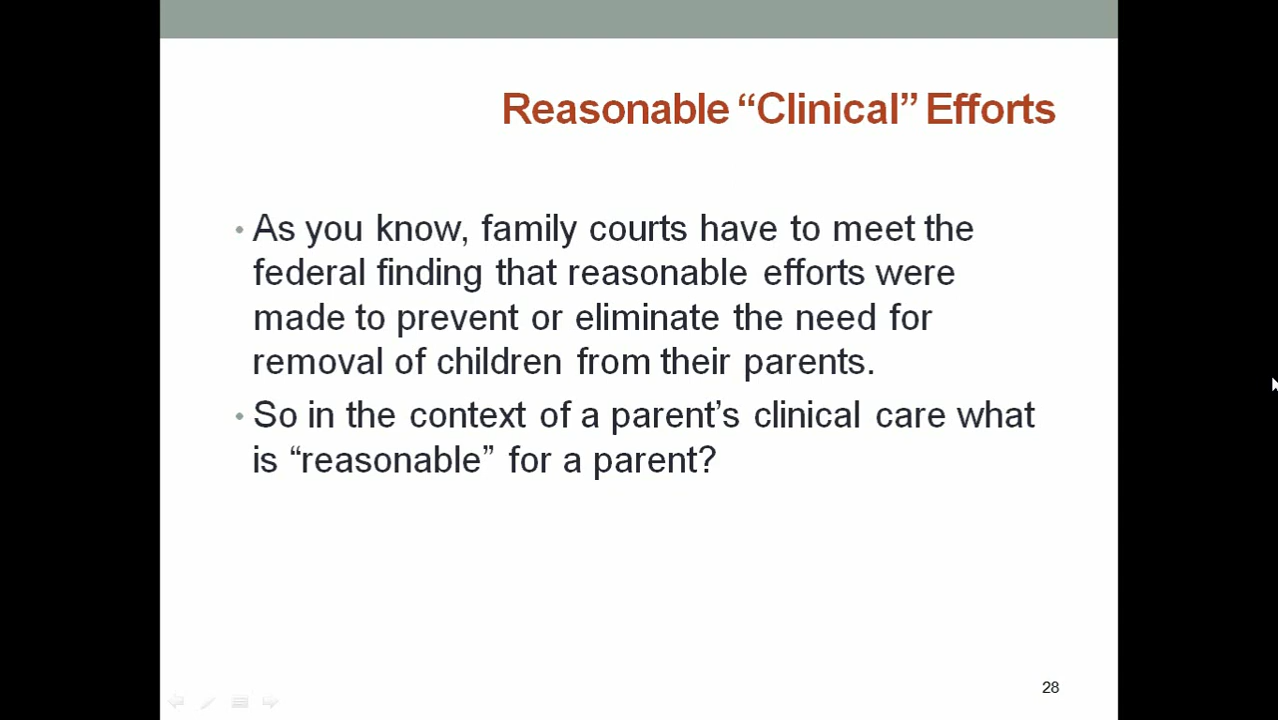 Reasonable “Clinical” Efforts
• As you know, family courts have to meet the
federal finding that reasonable efforts were
made to prevent or eliminate the need for
removal of children from their parents.
• So in the context of a parent’s clinical care what
is “reasonable” for a parent?
28